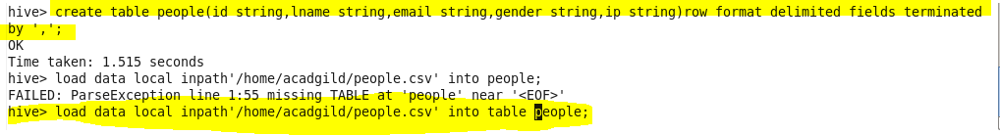 hive> create table people(id string,lname string,email string,gender string,ip string)row format delimited fields terminated
by ',';
OK
Time taken: 1.515 seconds
hive> load data local inpath'/home/acadgild/people.csv' into people;
FAILED: ParseException line 1:55 missing TABLE at 'people' near '<EOF>'
hive> load data local inpath'/home/acadgild/people.csv' into table people;